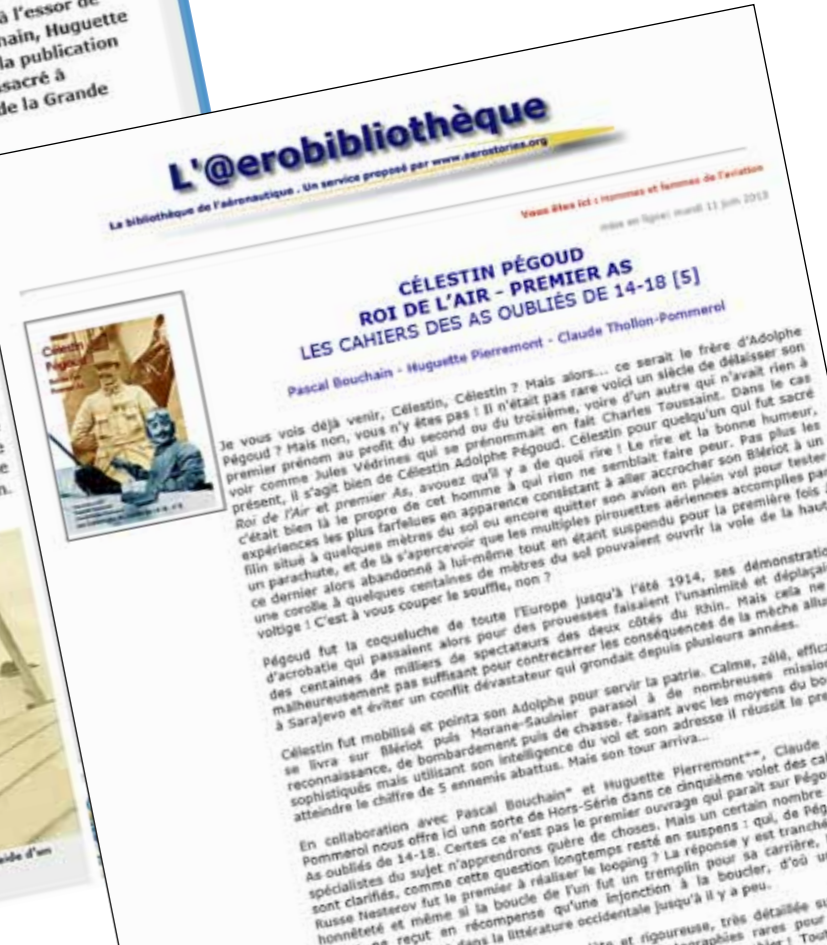 à l'essor de
hain, Huguette
la publication
sacré à
de la Grande
L'@erobibliothèque
La bibliothèque de l'aéronautique . Un service proposé par www.aerostories.org
Vous êtes ici : Hommes et femmes de l'aviation
mise en ligne: mardi 11 juin 2013
CÉLESTIN PÉGOUD
ROI DE L'AIR - PREMIER AS
LES CAHIERS DES AS OUBLIÉS DE 14-18 [5]
Pascal Bouchain - Huguette Pierremont - Claude Thollon-Pommerol
Célestin
Pégoud
Je vous vois déjà venir, Célestin, Célestin ? Mais alors... ce serait le frère d'Adolphe
Pégoud ? Mais non, vous n'y êtes pas ! Il n'était pas rare voici un siècle de délaisser son
premier prénom au profit du second ou du troisième, voire d'un autre qui n'avait rien à
voir comme Jules Védrines qui se prénommait en fait Charles Toussaint. Dans le cas
présent, il s'agit bien de Célestin Adolphe Pégoud. Célestin pour quelqu'un qui fut sacré
Roi de l'Air et premier As, avouez qu'il y a de quoi rire ! Le rire et la bonne humeur,
c'était bien là le propre de cet homme à qui rien ne semblait faire peur. Pas plus les
expériences les plus farfelues en apparence consistant à aller accrocher son Blériot à un
filin situé à quelques mètres du sol ou encore quitter son avion en plein vol pour tester
un parachute, et de là s'apercevoir que les multiples pirouettes aériennes accomplies par
ce dernier alors abandonné à lui-même tout en étant suspendu pour la première fois
une corolle à quelques centaines de mètres du sol pouvaient ouvrir la voie de la haut
voltige ! C'est à vous couper le souffle, non ?
Pégoud fut la coqueluche de toute l'Europe jusqu'à l'été 1914, ses démonstratio
d'acrobatie qui passaient alors pour des prouesses faisaient l'unanimité et déplaçai
des centaines de milliers de spectateurs des deux côtés du Rhin. Mais cela ne
malheureusement pas suffisant pour contrecarrer les conséquences de la mèche allu
à Sarajevo et éviter un conflit dévastateur qui grondait depuis plusieurs années.
Célestin fut mobilisé et pointa son Adolphe pour servir la patrie. Calme, zélé, effica
se livra sur Blériot puis Morane-Saulnier parasol à de nombreuses mission
reconnaissance, de bombardement puis de chasse, faisant avec les moyens du bo
sophistiqués mais utilisant son intelligence du vol et son adresse il réussit le pre
atteindre le chiffre de 5 ennemis abattus. Mais son tour arriva...
En collaboration avec Pascal Bouchain* et Huguette Pierremont**, Claude
Pommerol nous offre ici une sorte de Hors-Série dans ce cinquième volet des cah
As oubliés de 14-18. Certes ce n'est pas le premier ouvrage qui paraît sur Pégo
spécialistes du sujet n'apprendrons guère de choses. Mais un certain nombre
sont clarifiés, comme cette question longtemps resté en suspens : qui, de Pég
Russe Nesterov fut le premier à réaliser le looping ? La réponse y est tranché
honnêteté et même si la boucle de l'un fut un tremplin pour sa carrière,
ne reçut en récompense qu'une injonction à la boucler, d'où un
dans la littérature occidentale jusqu'il y a peu.
et rigoureuse, très détaillée su
rares pour
Tout
e
e
n.
aide d'un